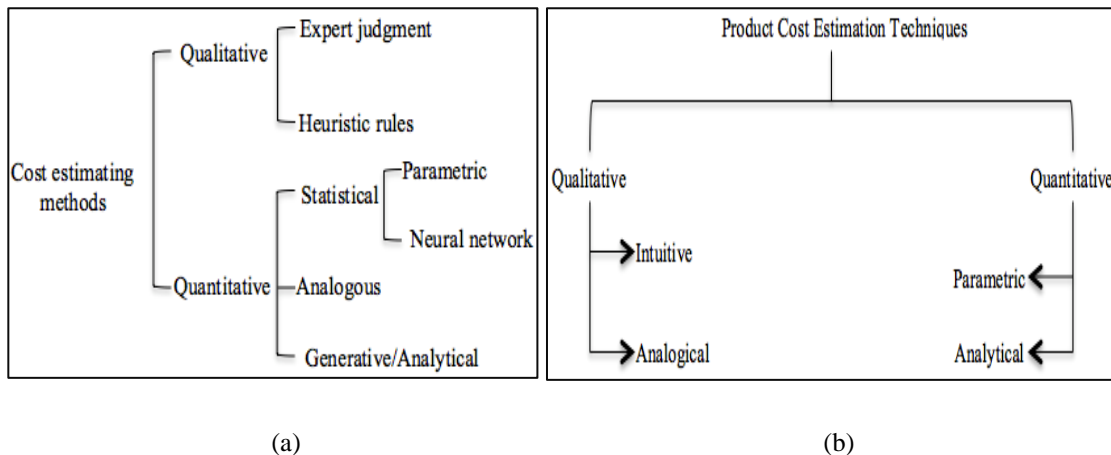 Expert judgment
Qualitative
Heuristic rules
Cost estimating
methods
Parametric
Statistical
Neural network
Quantitative
Analogous
Generative/Analytical
(a)
Product Cost Estimation Techniques
Qualitative
Quantitative
Intuitive
Parametric
Analogical
Analytical
(b)